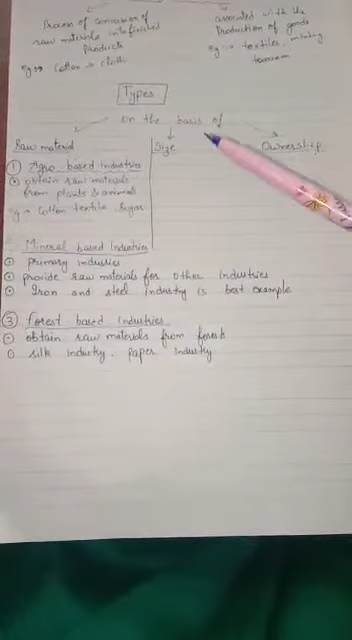 Process of conversion of
raw materials into finished
Products
Eg → Cotton → cloth
associated with the
Production of goods
Eg → textiles, mining
tourism
Types
on the basis of
Raw material
Size
Ownership
① Agro based industries
obtain raw materials
from plants & animals
Eg → Cotton textile, Sugar
Mineral based Industries
primary industries
provide raw materials for other industries
Iron and steel industry is best example
③ Forest based industries
obtain raw materials from forests
silk industry, paper industry